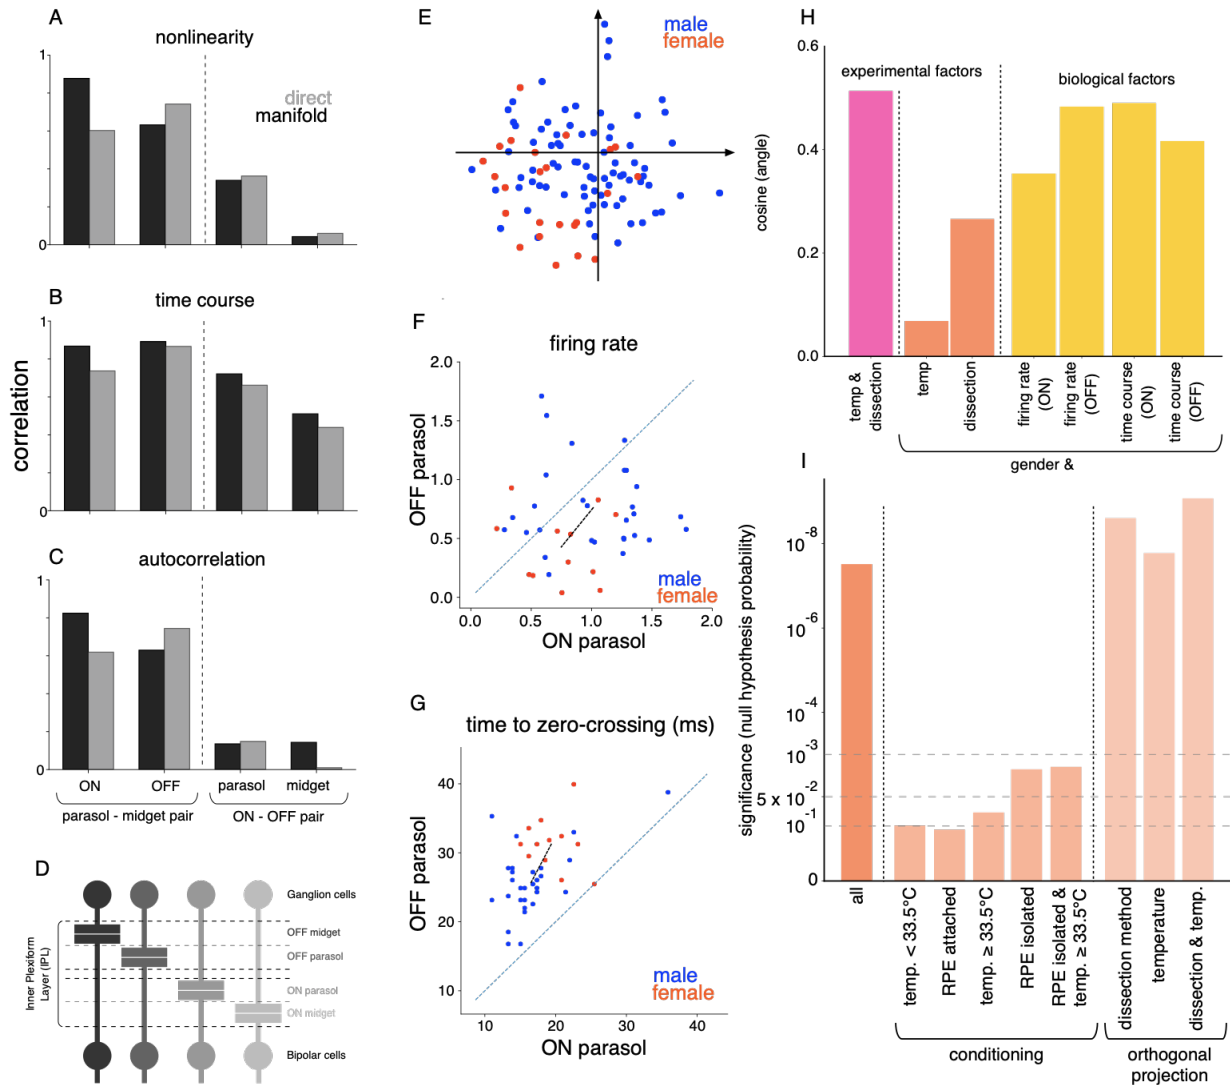 A
nonlinearity
1
direct
manifold
0
B
time course
1
correlation
0
C
autocorrelation
1
0
ON
OFF
parasol
midget
parasol - midget pair
ON - OFF pair
D
Ganglion cells
OFF midget
OFF parasol
ON parasol
ON midget
Inner Plexiform
Layer (IPL)
Bipolar cells
E
male
female
F
firing rate
2.0
1.5
1.0
0.5
0.0
OFF parasol
male
female
0.0
0.5
1.0
1.5
2.0
ON parasol
G
time to zero-crossing (ms)
40
30
20
10
OFF parasol
male
female
10
20
30
40
ON parasol
H
0.6
0.4
0.2
0.0
cosine (angle)
experimental factors
biological factors
temp &
dissection
temp
dissection
firing rate
(ON)
firing rate
(OFF)
time course
(ON)
time course
(OFF)
gender &
I
significance (null hypothesis probability)
10-8
10-6
10-4
10-3
10-2
5 x 10-2
10-1
10-1
0
all
temp. < 33.5°C
RPE attached
temp. ≥ 33.5°C
RPE isolated
RPE isolated &
temp. ≥ 33.5°C
dissection method
temperature
dissection & temp.
conditioning
orthogonal
projection